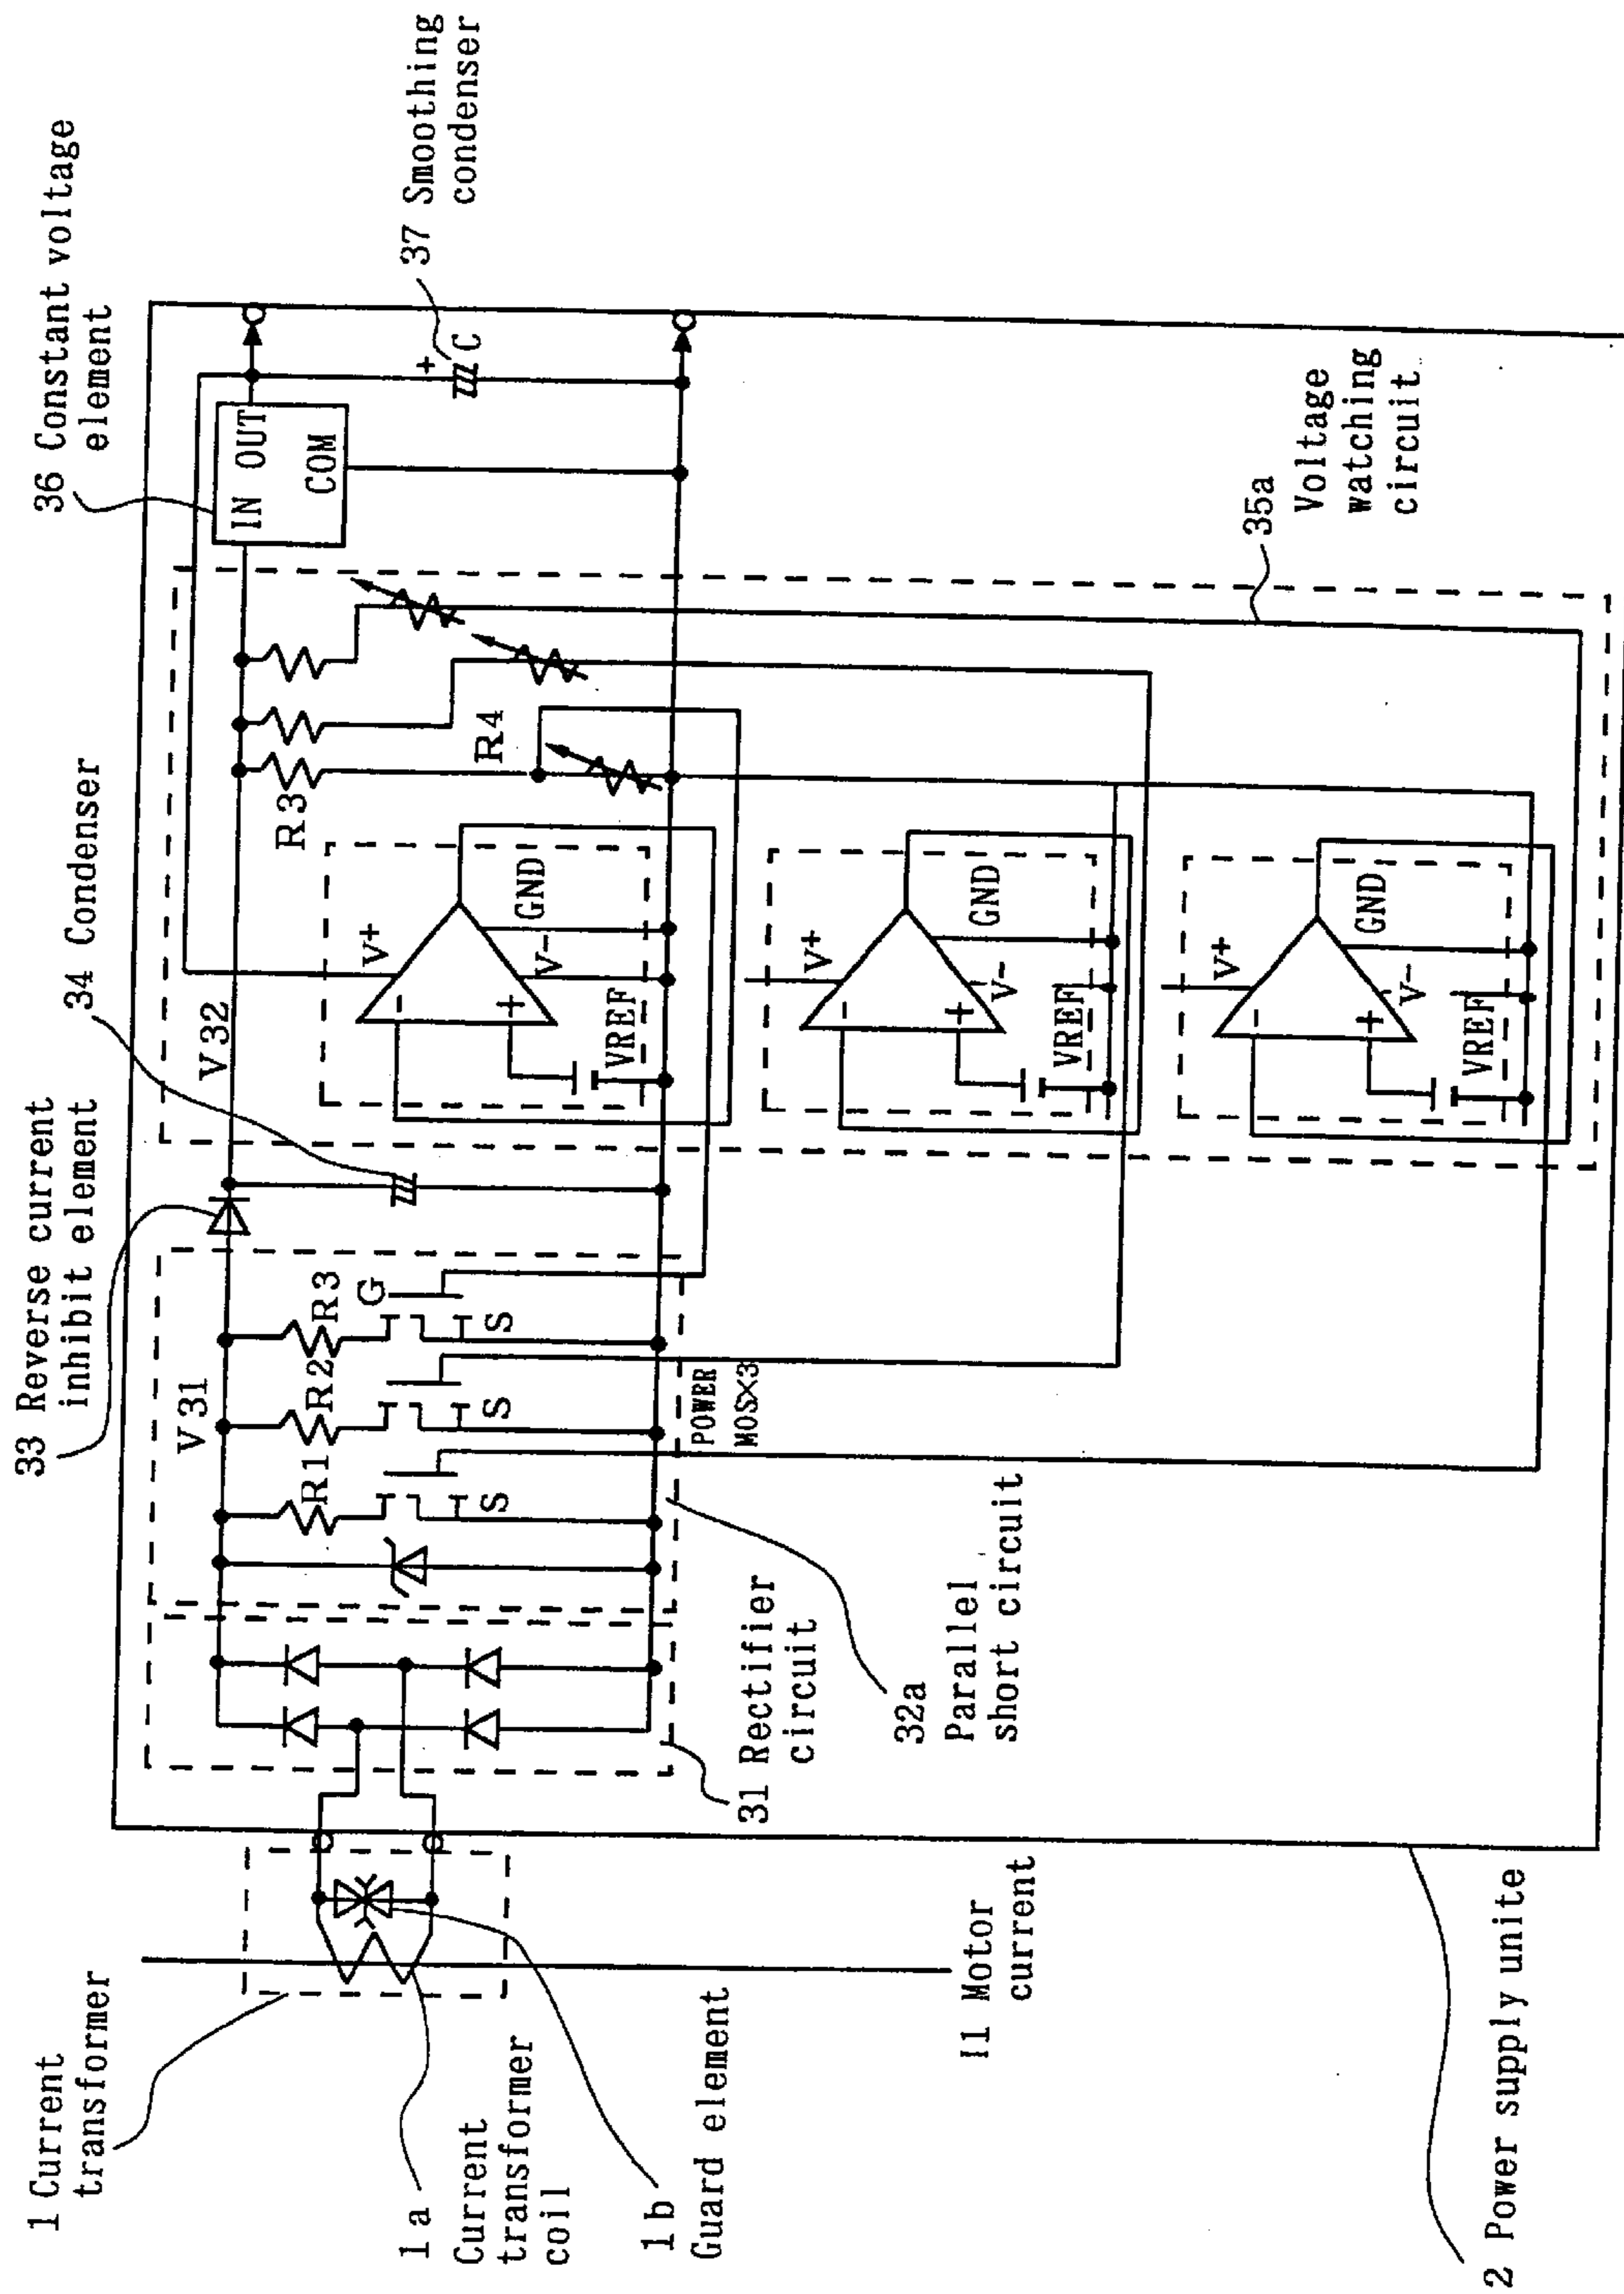 1 Current
transformer
1a
Current
transformer
coil
1b
Guard element
11 Motor
current
2 Power supply unite
31 Rectifier
circuit
32a
Parallel
short circuit
33 Reverse current
inhibit element
V31
R1
R2
R3
G
S
S
S
POWER
MOS×3
34 Condenser
V32
V+
−
+
V−
GND
VREF
V+
−
+
V−
GND
VREF
V+
−
+
V−
GND
VREF
R3
R4
35a
Voltage
watching
circuit
36 Constant voltage
element
IN OUT
COM
37 Smoothing
condenser
+
C